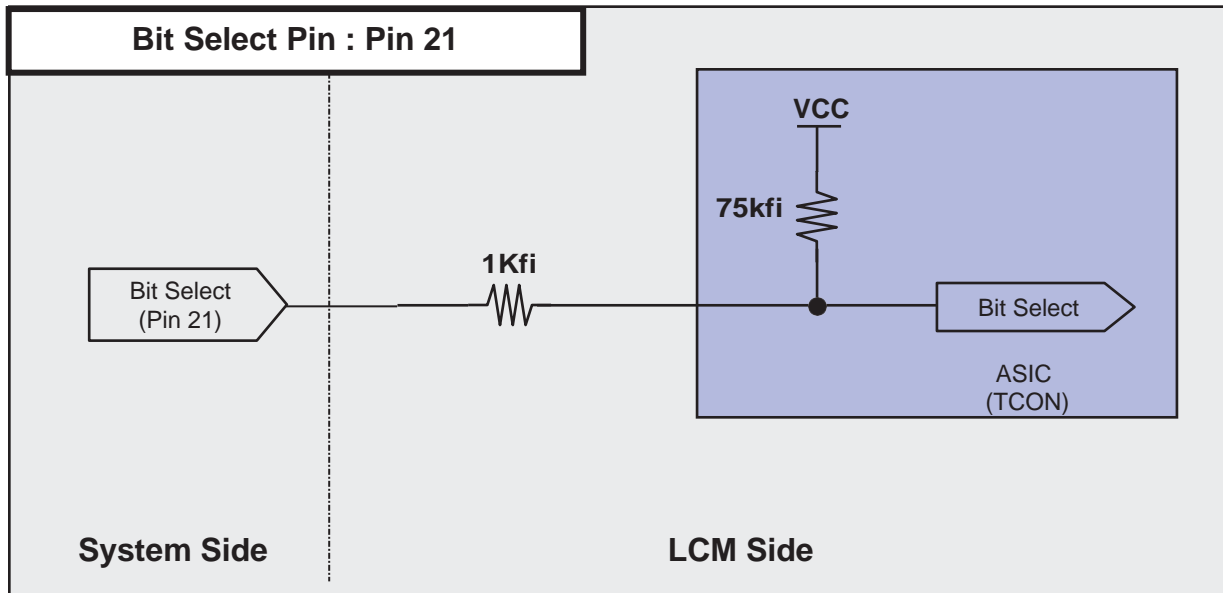 Bit Select Pin : Pin 21
VCC
75kfi
1Kfi
Bit Select
(Pin 21)
Bit Select
ASIC
(TCON)
System Side
LCM Side